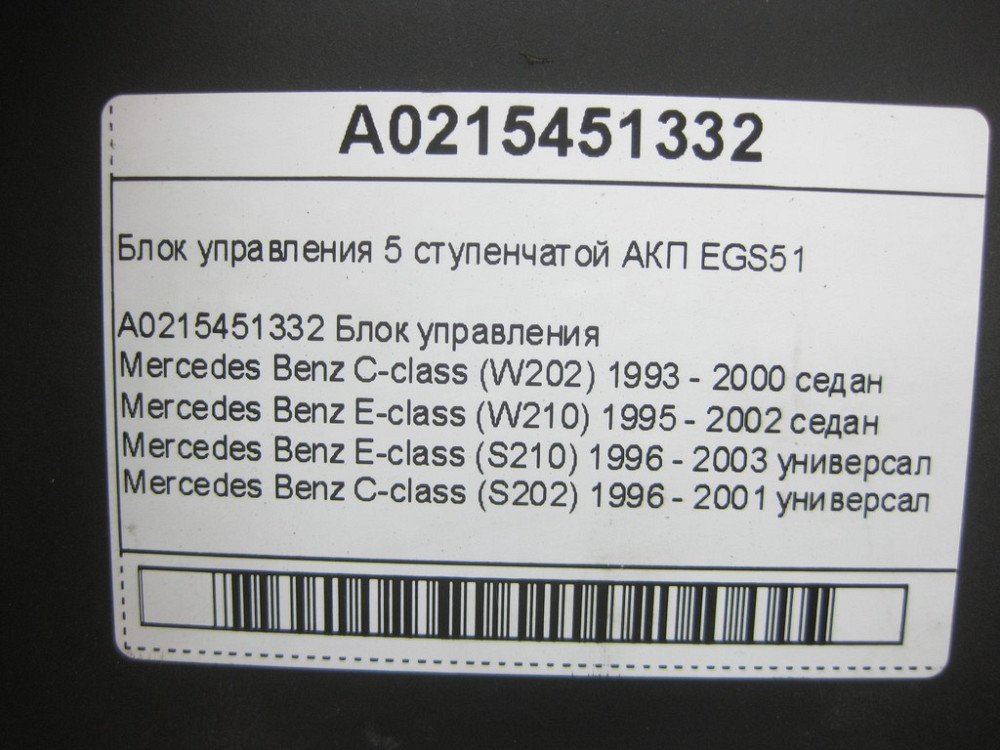 A0215451332
Блок управления 5 ступенчатой АКП EGS51
A0215451332 Блок управления
Mercedes Benz C-class (W202) 1993 - 2000 седан
Mercedes Benz E-class (W210) 1995 - 2002 седан
Mercedes Benz E-class (S210) 1996 - 2003 универсал
Mercedes Benz C-class (S202) 1996 - 2001 универсал